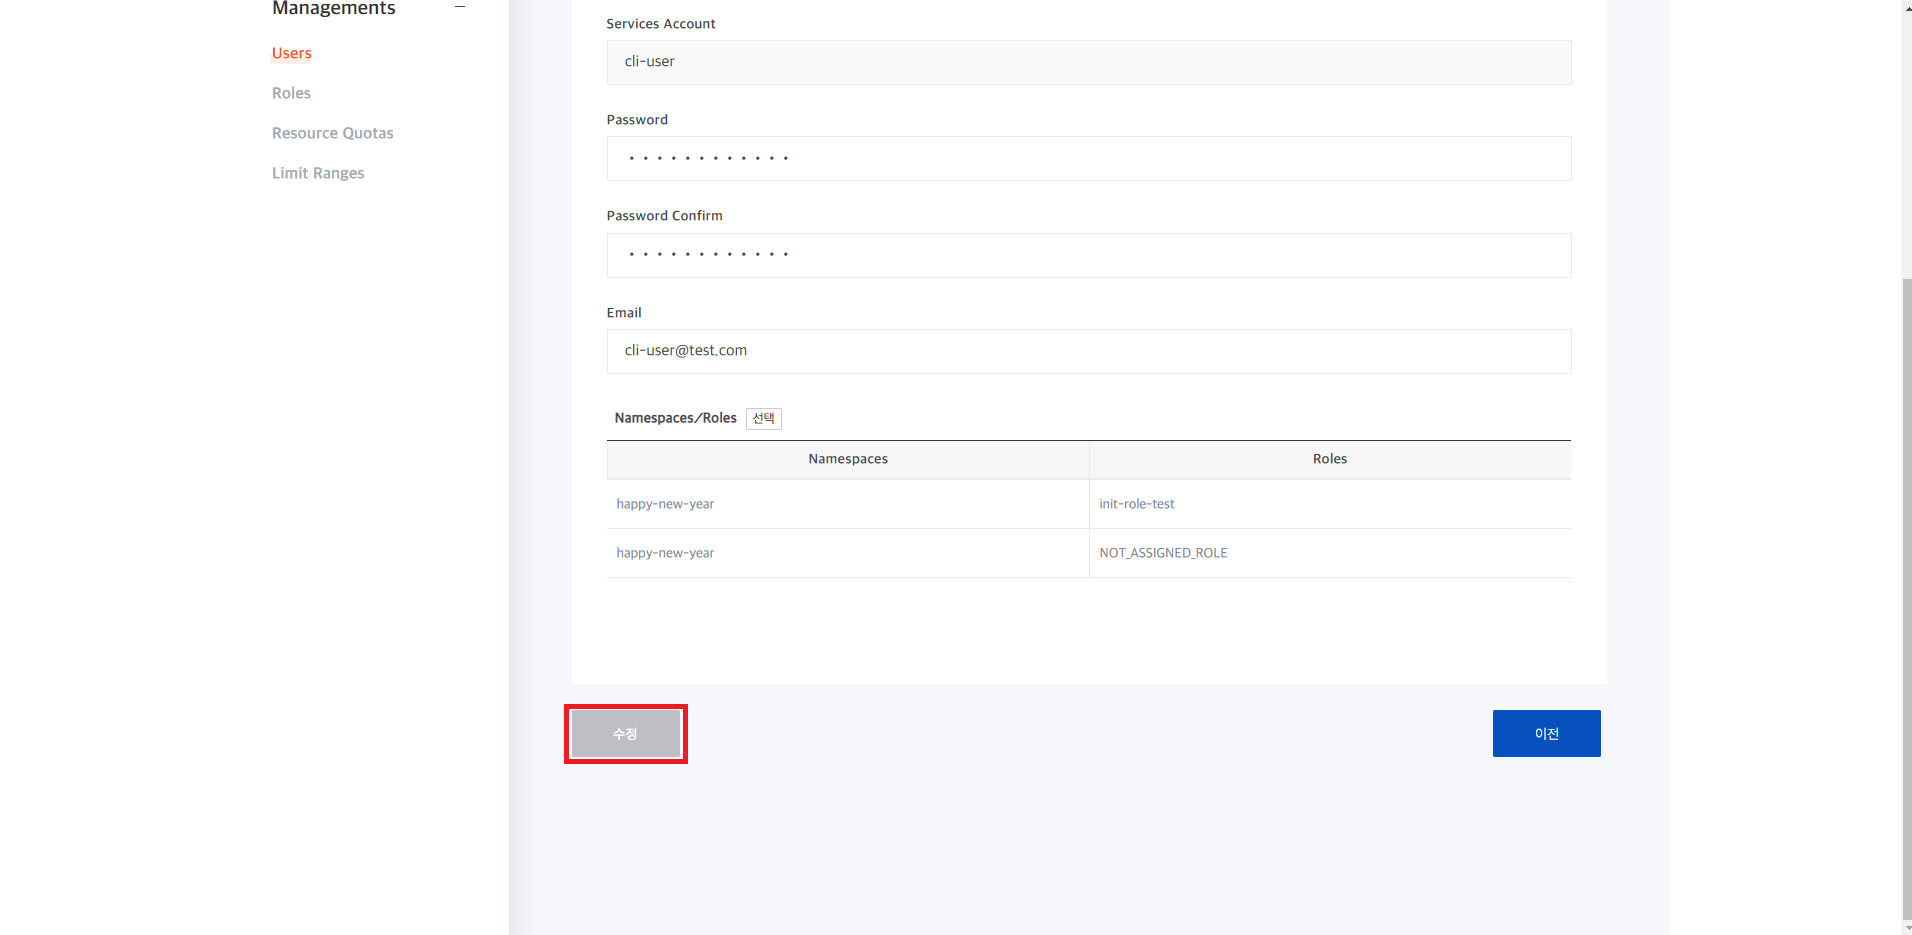 Managements
Users
Roles
Resource Quotas
Limit Ranges
Services Account
cli-user
Password
• • • • • • • • • • • •
Password Confirm
• • • • • • • • • • • •
Email
cli-user@test.com
Namespaces/Roles 선택
Namespaces Roles
happy-new-year init-role-test
happy-new-year NOT_ASSIGNED_ROLE
수정 이전